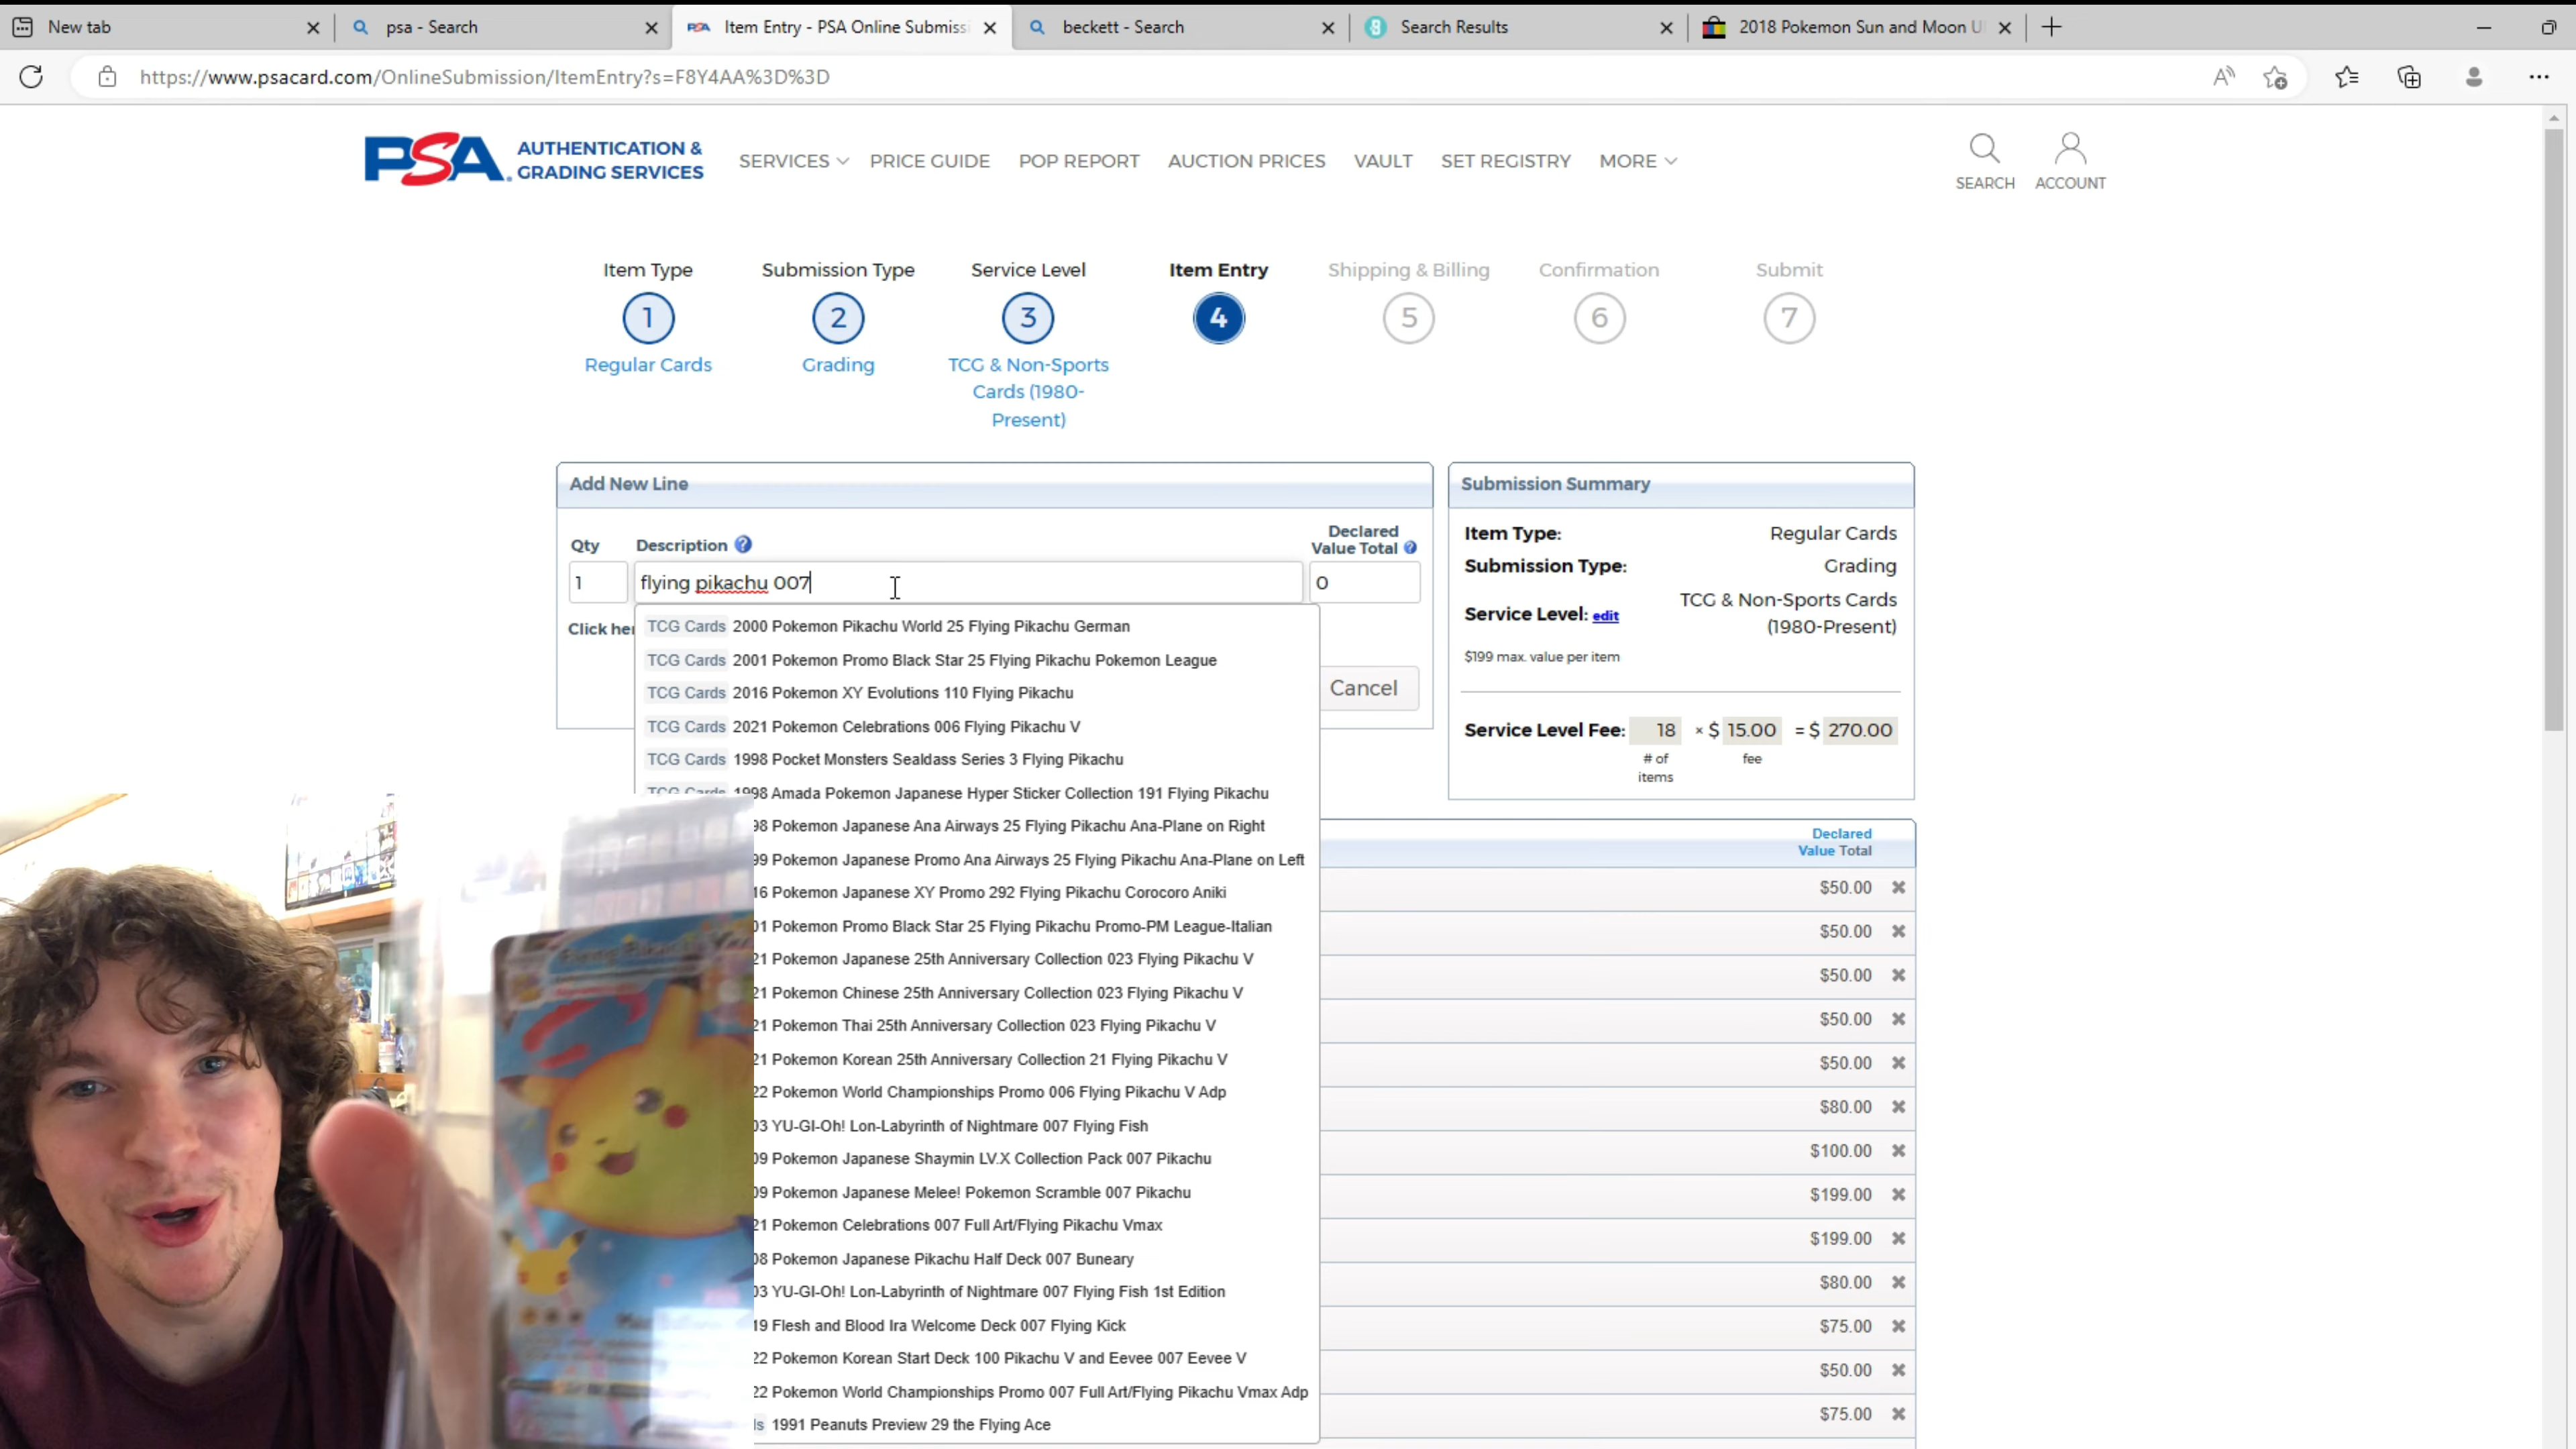 New tab
psa - Search
Item Entry - PSA Online Submissi
beckett - Search
Search Results
2018 Pokemon Sun and Moon Ul
https://www.psacard.com/OnlineSubmission/ItemEntry?s=F8Y4AA%3D%3D
PSA AUTHENTICATION &
GRADING SERVICES
SERVICES
PRICE GUIDE
POP REPORT
AUCTION PRICES
VAULT
SET REGISTRY
MORE
SEARCH
ACCOUNT
Item Type
Submission Type
Service Level
Item Entry
Shipping & Billing
Confirmation
Submit
1
2
3
4
5
6
7
Regular Cards
Grading
TCG & Non-Sports
Cards (1980-
Present)
Add New Line
Qty
Description ?
Declared
Value Total ?
1
flying pikachu 007
0
Click her
Cancel
TCG Cards 2000 Pokemon Pikachu World 25 Flying Pikachu German
TCG Cards 2001 Pokemon Promo Black Star 25 Flying Pikachu Pokemon League
TCG Cards 2016 Pokemon XY Evolutions 110 Flying Pikachu
TCG Cards 2021 Pokemon Celebrations 006 Flying Pikachu V
TCG Cards 1998 Pocket Monsters Sealdass Series 3 Flying Pikachu
TCG Cards 1998 Amada Pokemon Japanese Hyper Sticker Collection 191 Flying Pikachu
98 Pokemon Japanese Ana Airways 25 Flying Pikachu Ana-Plane on Right
99 Pokemon Japanese Promo Ana Airways 25 Flying Pikachu Ana-Plane on Left
16 Pokemon Japanese XY Promo 292 Flying Pikachu Corocoro Aniki
01 Pokemon Promo Black Star 25 Flying Pikachu Promo-PM League-Italian
21 Pokemon Japanese 25th Anniversary Collection 023 Flying Pikachu V
21 Pokemon Chinese 25th Anniversary Collection 023 Flying Pikachu V
21 Pokemon Thai 25th Anniversary Collection 023 Flying Pikachu V
21 Pokemon Korean 25th Anniversary Collection 21 Flying Pikachu V
22 Pokemon World Championships Promo 006 Flying Pikachu V Adp
03 YU-GI-Oh! Lon-Labyrinth of Nightmare 007 Flying Fish
09 Pokemon Japanese Shaymin LV.X Collection Pack 007 Pikachu
09 Pokemon Japanese Melee! Pokemon Scramble 007 Pikachu
21 Pokemon Celebrations 007 Full Art/Flying Pikachu Vmax
08 Pokemon Japanese Pikachu Half Deck 007 Buneary
03 YU-GI-Oh! Lon-Labyrinth of Nightmare 007 Flying Fish 1st Edition
19 Flesh and Blood Ira Welcome Deck 007 Flying Kick
22 Pokemon Korean Start Deck 100 Pikachu V and Eevee 007 Eevee V
22 Pokemon World Championships Promo 007 Full Art/Flying Pikachu Vmax Adp
ls 1991 Peanuts Preview 29 the Flying Ace
Submission Summary
Item Type: Regular Cards
Submission Type: Grading
Service Level: edit TCG & Non-Sports Cards
(1980-Present)
$199 max. value per item
Service Level Fee: 18 × $ 15.00 = $ 270.00
# of
items
fee
Declared
Value Total
$50.00
$50.00
$50.00
$50.00
$50.00
$80.00
$100.00
$199.00
$199.00
$80.00
$75.00
$50.00
$75.00